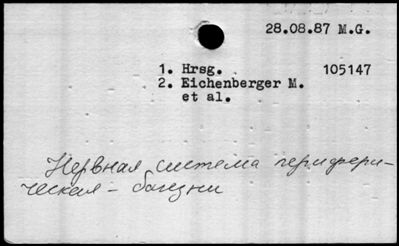 28.08.87 M.G.
1. Hrsg. 105147
2. Eichenberger M.
et al.
Нервная система перифери-
ческая - болезни